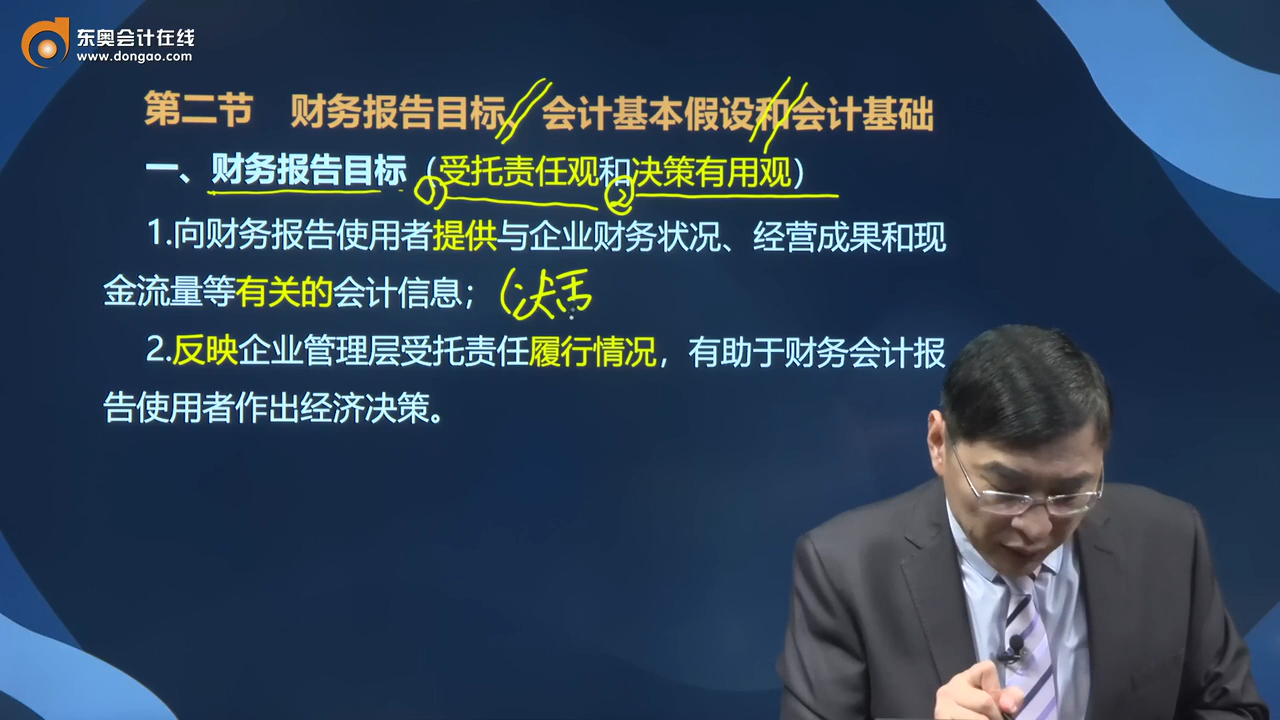 东奥会计在线
www.dongao.com
第二节 财务报告目标、会计基本假设和会计基础
一、财务报告目标（受托责任观和决策有用观）
① ②
1.向财务报告使用者提供与企业财务状况、经营成果和现
金流量等有关的会计信息；（决
2.反映企业管理层受托责任履行情况，有助于财务会计报
告使用者作出经济决策。